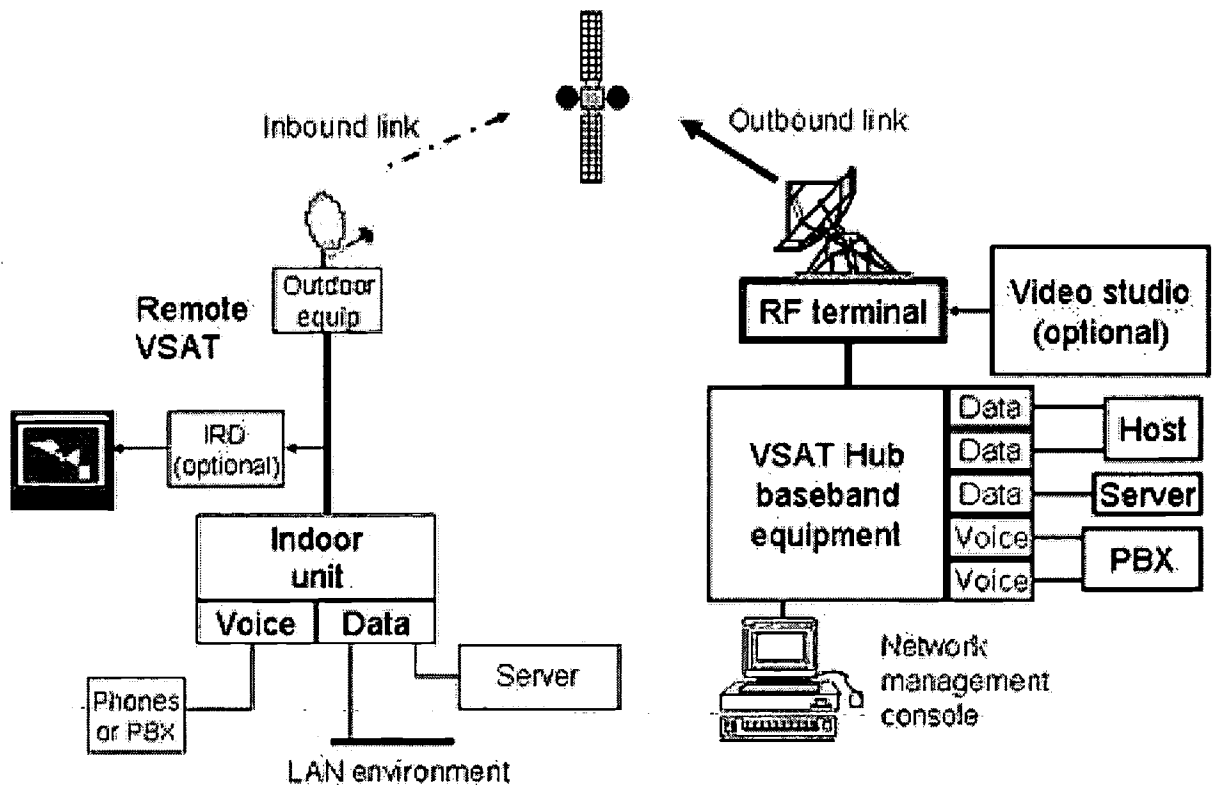 Inbound link
Outbound link
Outdoor
equip
Remote
VSAT
RF terminal
Video studio
(optional)
IRD
(optional)
VSAT Hub
baseband
equipment
Data
Data
Data
Voice
Voice
Host
Server
PBX
Indoor
unit
Voice
Data
Phones
or PBX
Server
LAN environment
Network
management
console